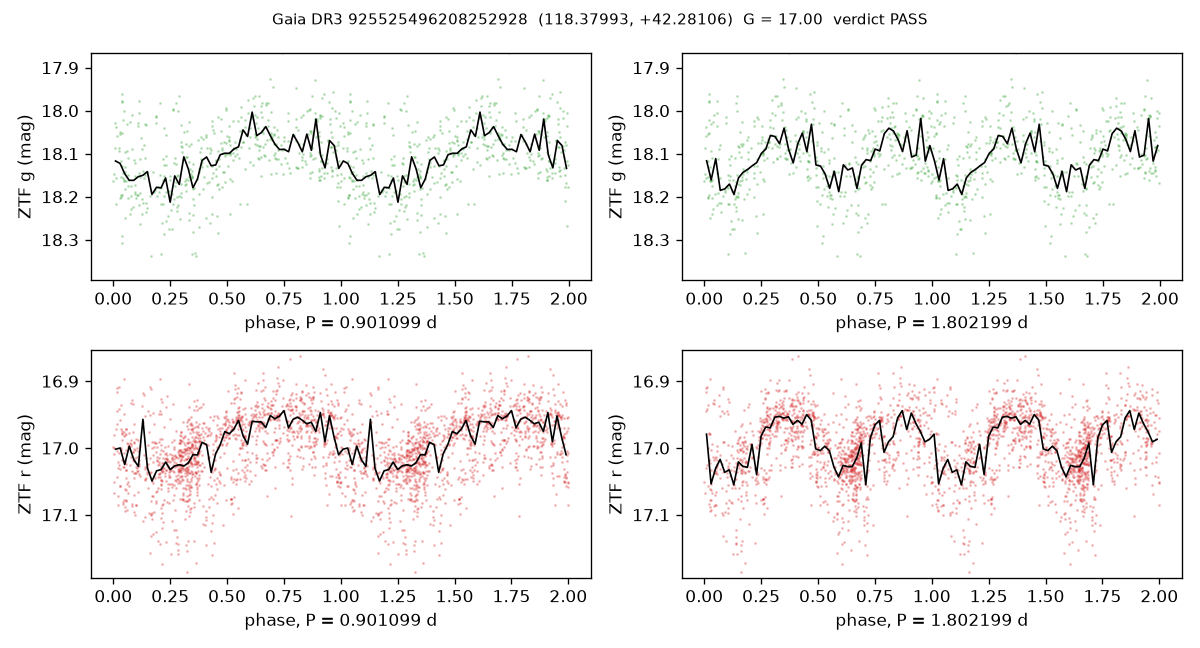 Gaia DR3 925525496208252928  (118.37993, +42.28106)  G = 17.00  verdict PASS
17.9
18.0
18.1
18.2
18.3
ZTF g (mag)
0.00 0.25 0.50 0.75 1.00 1.25 1.50 1.75 2.00
phase, P = 0.901099 d
17.9
18.0
18.1
18.2
18.3
ZTF g (mag)
0.00 0.25 0.50 0.75 1.00 1.25 1.50 1.75 2.00
phase, P = 1.802199 d
16.9
17.0
17.1
ZTF r (mag)
0.00 0.25 0.50 0.75 1.00 1.25 1.50 1.75 2.00
phase, P = 0.901099 d
16.9
17.0
17.1
ZTF r (mag)
0.00 0.25 0.50 0.75 1.00 1.25 1.50 1.75 2.00
phase, P = 1.802199 d